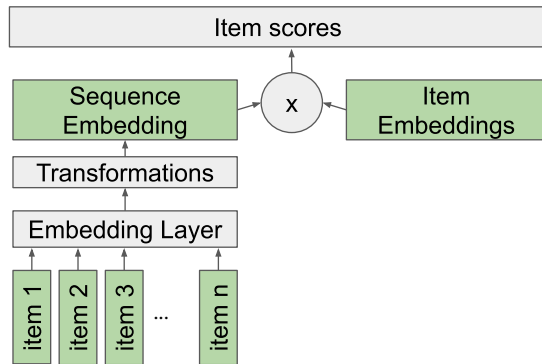 Item scores
Sequence
Embedding
x
Item
Embeddings
Transformations
Embedding Layer
item 1
item 2
item 3
...
item n